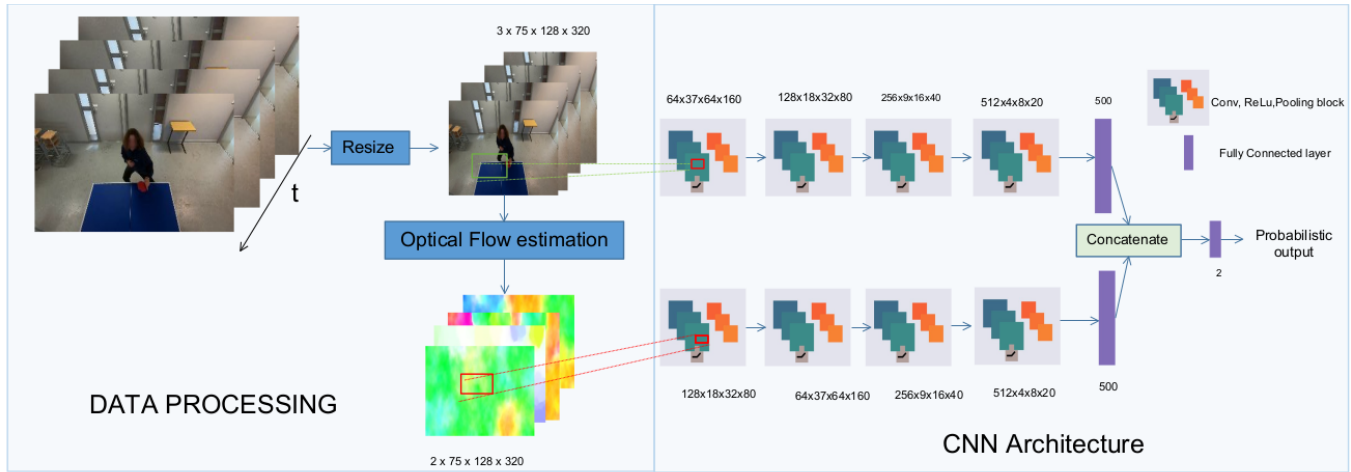 3 x 75 x 128 x 320
t
Resize
Optical Flow estimation
2 x 75 x 128 x 320
DATA PROCESSING
64x37x64x160
128x18x32x80
256x9x16x40
512x4x8x20
500
Conv, ReLu,Pooling block
Fully Connected layer
Concatenate
2
Probabilistic
output
128x18x32x80
64x37x64x160
256x9x16x40
512x4x8x20
500
CNN Architecture